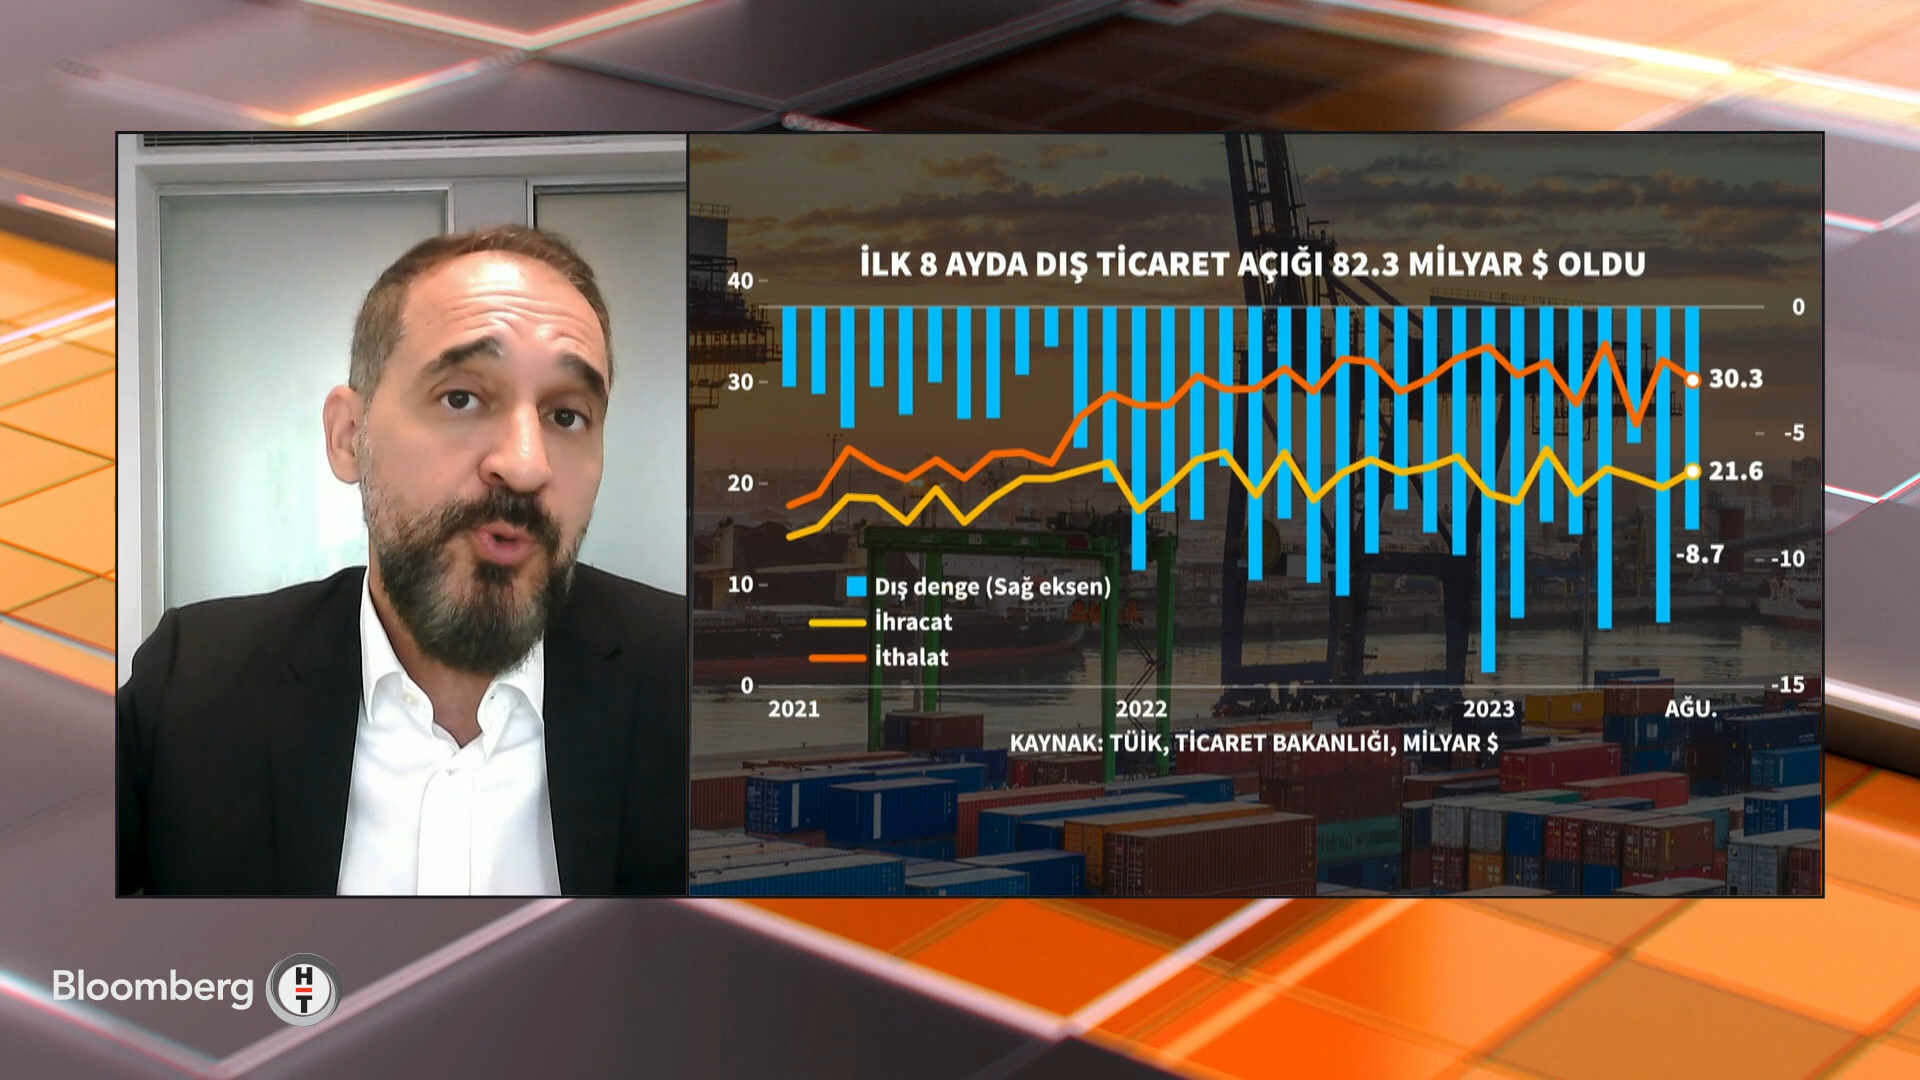 İLK 8 AYDA DIŞ TİCARET AÇIĞI 82.3 MİLYAR $ OLDU
40
0
30
30.3
-5
20
21.6
-8.7
-10
10
Dış denge (Sağ eksen)
İhracat
İthalat
0
-15
2021
2022
2023
AĞU.
KAYNAK: TÜİK, TİCARET BAKANLIĞI, MİLYAR $
Bloomberg HT